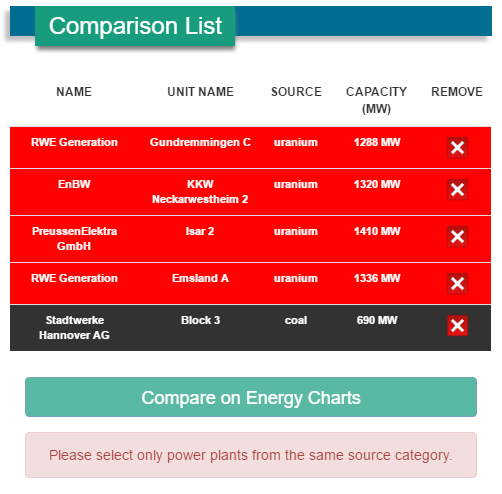 Comparison List
NAME UNIT NAME SOURCE CAPACITY (MW) REMOVE
RWE Generation Gundremmingen C uranium 1288 MW
EnBW KKW Neckarwestheim 2 uranium 1320 MW
PreussenElektra GmbH Isar 2 uranium 1410 MW
RWE Generation Emsland A uranium 1336 MW
Stadtwerke Hannover AG Block 3 coal 690 MW
Compare on Energy Charts
Please select only power plants from the same source category.